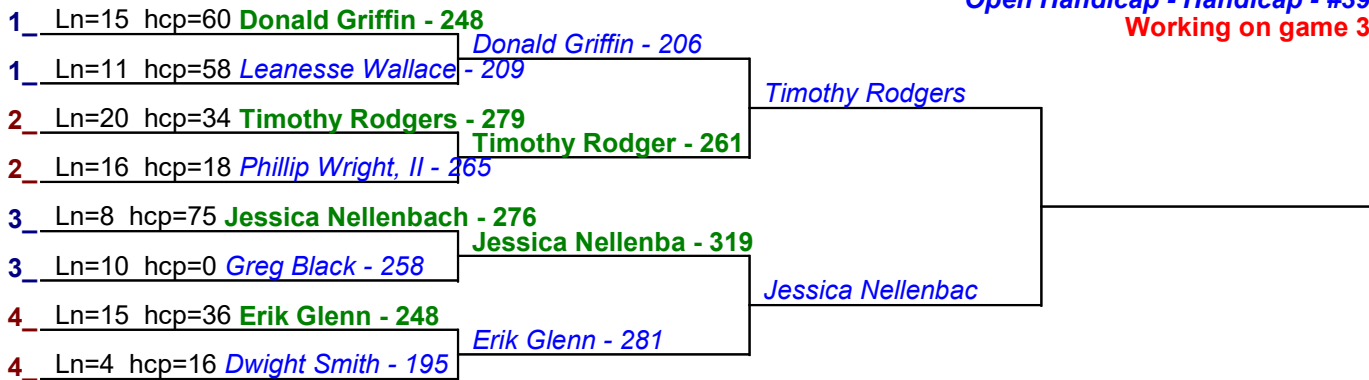 Open Handicap - Handicap - #39
Working on game 3
1_ Ln=15 hcp=60 Donald Griffin - 248
Donald Griffin - 206
1_ Ln=11 hcp=58 Leanesse Wallace - 209
Timothy Rodgers
2_ Ln=20 hcp=34 Timothy Rodgers - 279
Timothy Rodger - 261
2_ Ln=16 hcp=18 Phillip Wright, II - 265
3_ Ln=8 hcp=75 Jessica Nellenbach - 276
Jessica Nellenba - 319
3_ Ln=10 hcp=0 Greg Black - 258
Jessica Nellenbac
4_ Ln=15 hcp=36 Erik Glenn - 248
Erik Glenn - 281
4_ Ln=4 hcp=16 Dwight Smith - 195